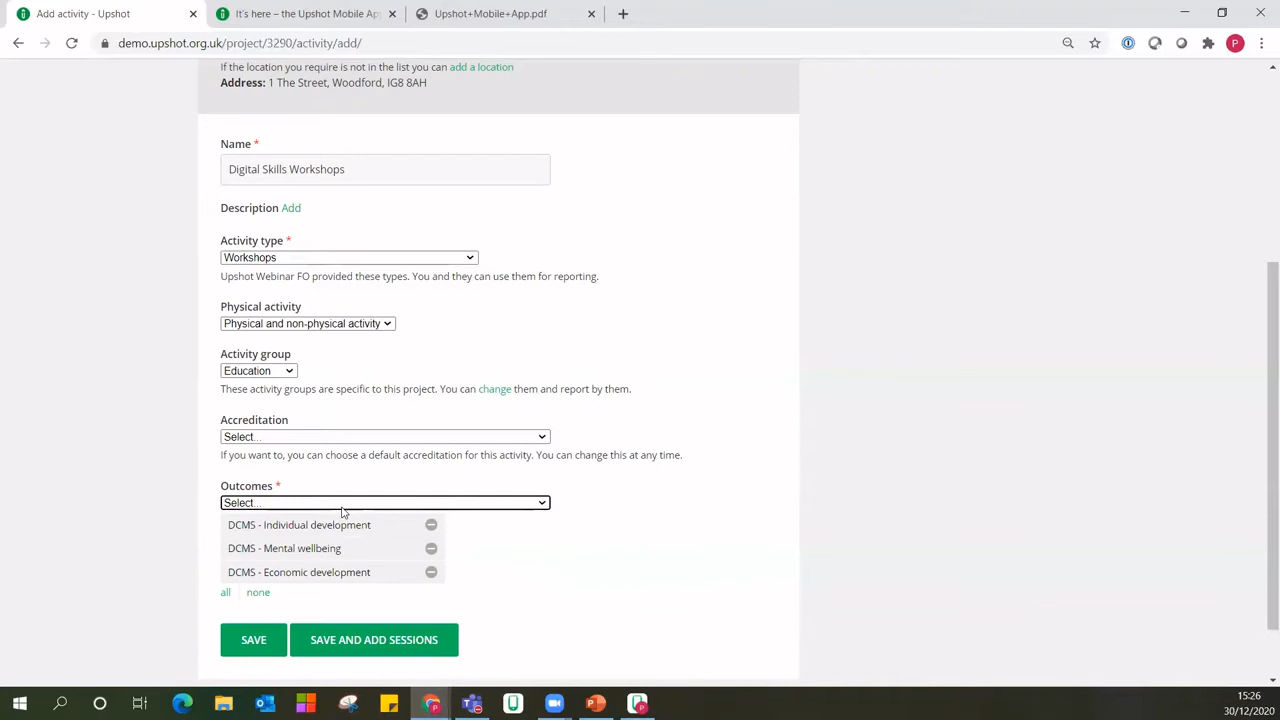 Add activity - Upshot
It's here – the Upshot Mobile Ap
Upshot+Mobile+App.pdf
demo.upshot.org.uk/project/3290/activity/add/
P
If the location you require is not in the list you can add a location
Address: 1 The Street, Woodford, IG8 8AH
Name *
Digital Skills Workshops
Description Add
Activity type *
Workshops
Upshot Webinar FO provided these types. You and they can use them for reporting.
Physical activity
Physical and non-physical activity
Activity group
Education
These activity groups are specific to this project. You can change them and report by them.
Accreditation
Select...
If you want to, you can choose a default accreditation for this activity. You can change this at any time.
Outcomes *
Select...
DCMS - Individual development
DCMS - Mental wellbeing
DCMS - Economic development
all none
SAVE SAVE AND ADD SESSIONS
15:26
30/12/2020